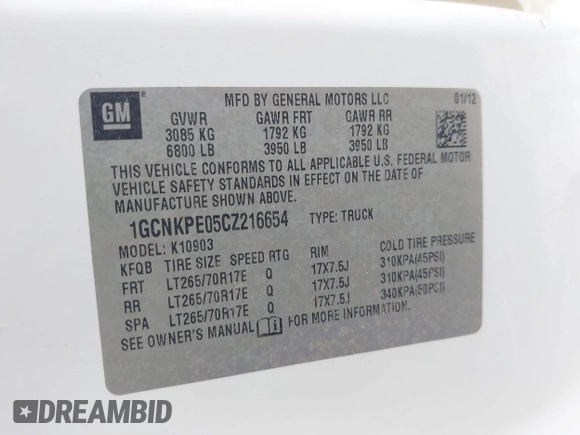 GM
MFD BY GENERAL MOTORS LLC 01/12
GVWR GAWR FRT GAWR RR
3085 KG 1792 KG 1792 KG
6800 LB 3950 LB 3950 LB
THIS VEHICLE CONFORMS TO ALL APPLICABLE U.S. FEDERAL MOTOR
VEHICLE SAFETY STANDARDS IN EFFECT ON THE DATE OF
MANUFACTURE SHOWN ABOVE.
1GCNKPE05CZ216654 TYPE: TRUCK
MODEL: K10903
KFQB TIRE SIZE SPEED RTG RIM COLD TIRE PRESSURE
FRT LT265/70R17E Q 17X7.5J 310KPA(45PSI)
RR LT265/70R17E Q 17X7.5J 310KPA(45PSI)
SPA LT265/70R17E Q 17X7.5J 340KPA(50PSI)
SEE OWNER'S MANUAL FOR MORE INFORMATION.
DREAMBID